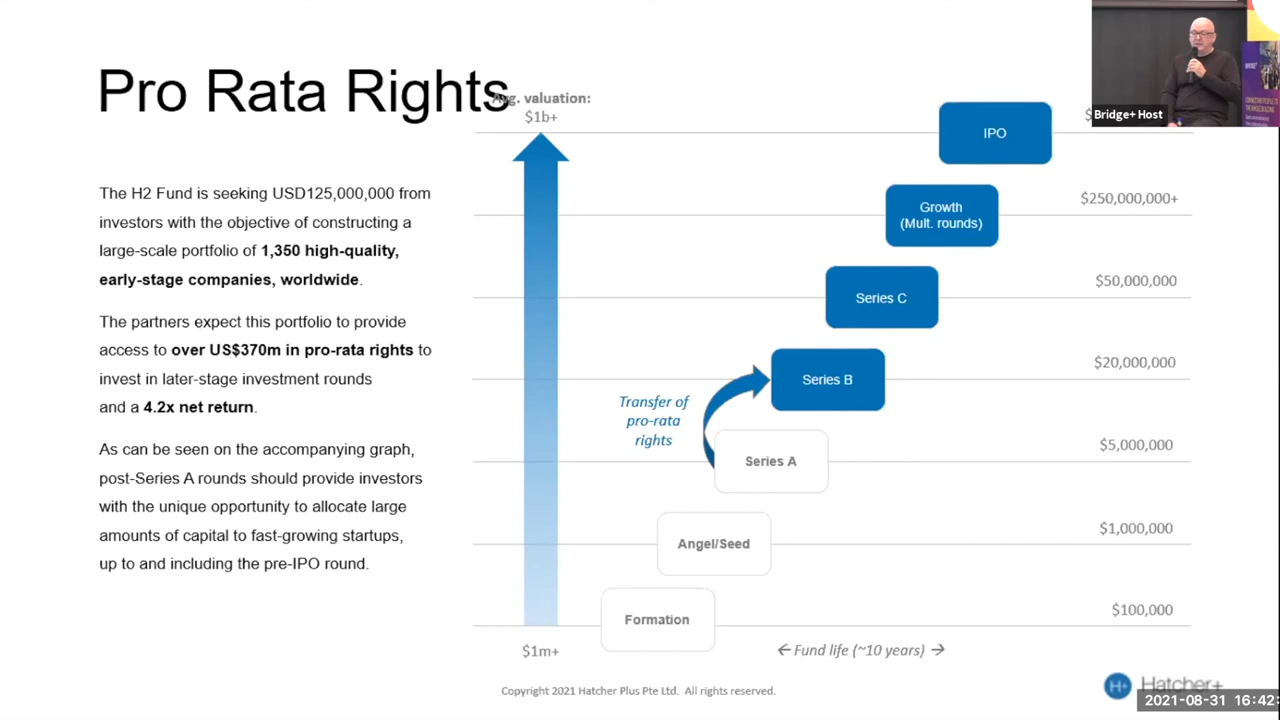 Pro Rata Rights
Avg. valuation:
$1b+
The H2 Fund is seeking USD125,000,000 from
investors with the objective of constructing a
large-scale portfolio of 1,350 high-quality,
early-stage companies, worldwide.
The partners expect this portfolio to provide
access to over US$370m in pro-rata rights to
invest in later-stage investment rounds
and a 4.2x net return.
As can be seen on the accompanying graph,
post-Series A rounds should provide investors
with the unique opportunity to allocate large
amounts of capital to fast-growing startups,
up to and including the pre-IPO round.
IPO
Growth
(Mult. rounds)
$250,000,000+
Series C
$50,000,000
Series B
$20,000,000
Transfer of
pro-rata
rights
Series A
$5,000,000
Angel/Seed
$1,000,000
Formation
$100,000
$1m+
← Fund life (~10 years) →
Copyright 2021 Hatcher Plus Pte Ltd. All rights reserved.
H+ Hatcher+
2021-08-31 16:42:
Bridge+ Host